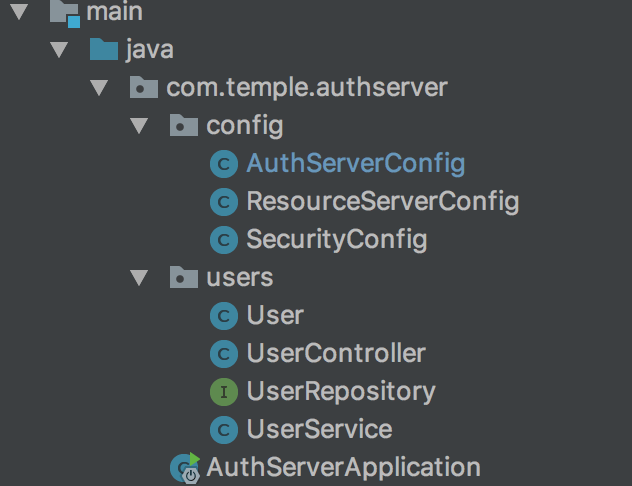 main
java
com.temple.authserver
config
C AuthServerConfig
C ResourceServerConfig
C SecurityConfig
users
C User
C UserController
I UserRepository
C UserService
C AuthServerApplication